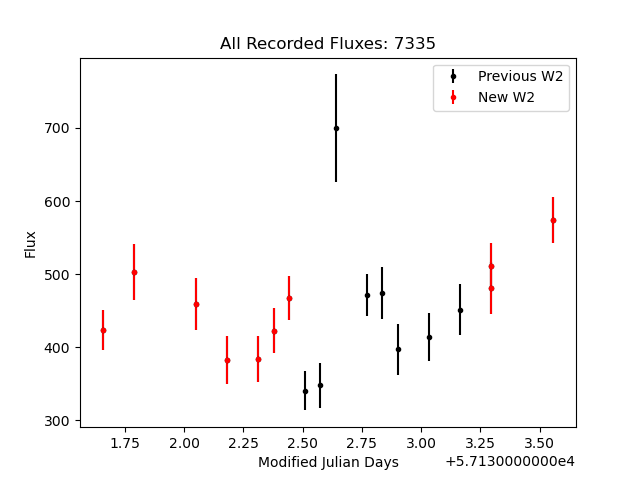 All Recorded Fluxes: 7335
Previous W2
New W2
Flux
700
600
500
400
300
1.75
2.00
2.25
2.50
2.75
3.00
3.25
3.50
Modified Julian Days
+5.7130000000e4